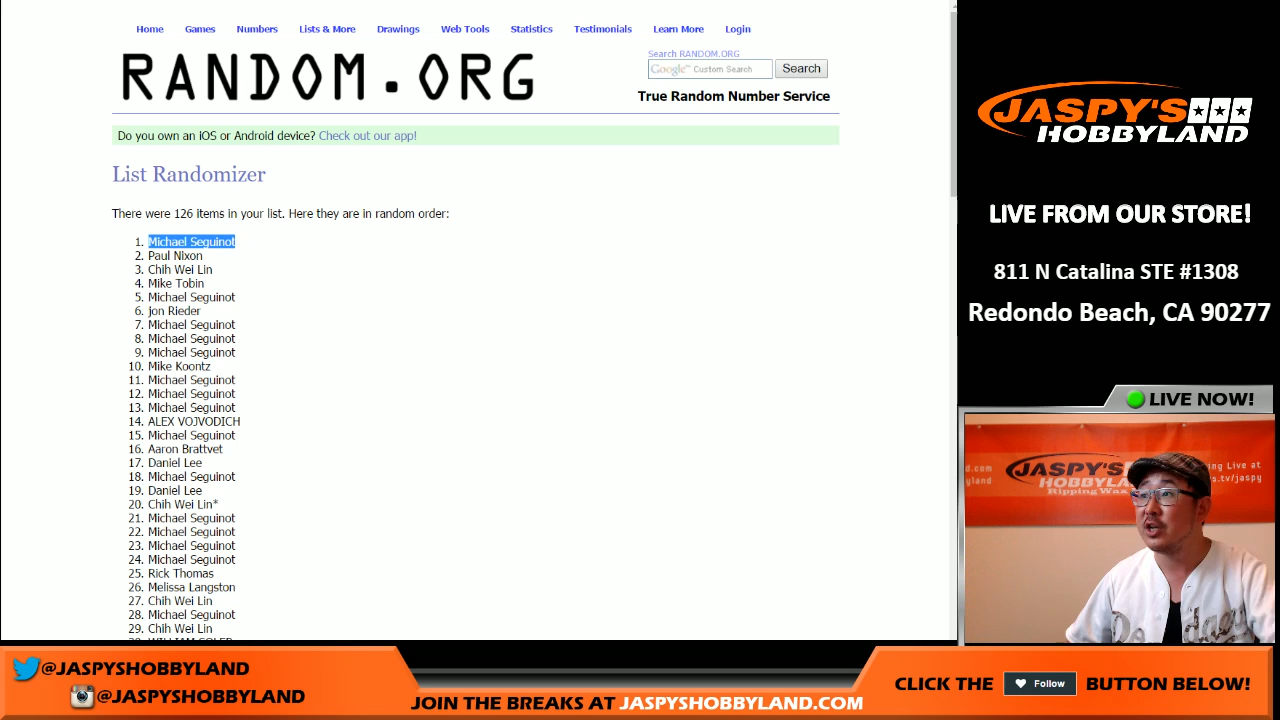 Home Games Numbers Lists & More Drawings Web Tools Statistics Testimonials Learn More Login
RANDOM.ORG
Search RANDOM.ORG
Google™ Custom Search Search
True Random Number Service
Do you own an iOS or Android device? Check out our app!
List Randomizer
There were 126 items in your list. Here they are in random order:
1. Michael Seguinot
2. Paul Nixon
3. Chih Wei Lin
4. Mike Tobin
5. Michael Seguinot
6. jon Rieder
7. Michael Seguinot
8. Michael Seguinot
9. Michael Seguinot
10. Mike Koontz
11. Michael Seguinot
12. Michael Seguinot
13. Michael Seguinot
14. ALEX VOJVODICH
15. Michael Seguinot
16. Aaron Brattvet
17. Daniel Lee
18. Michael Seguinot
19. Daniel Lee
20. Chih Wei Lin*
21. Michael Seguinot
22. Michael Seguinot
23. Michael Seguinot
24. Michael Seguinot
25. Rick Thomas
26. Melissa Langston
27. Chih Wei Lin
28. Michael Seguinot
29. Chih Wei Lin
JASPY'S
HOBBYLAND
LIVE FROM OUR STORE!
811 N Catalina STE #1308
Redondo Beach, CA 90277
LIVE NOW!
JASPY'S
HOBBYLA
Ripping Wax
ing Live at
s.tv/jaspy
@JASPYSHOBBYLAND
@JASPYSHOBBYLAND
JOIN THE BREAKS AT JASPYSHOBBYLAND.COM
CLICK THE Follow BUTTON BELOW!